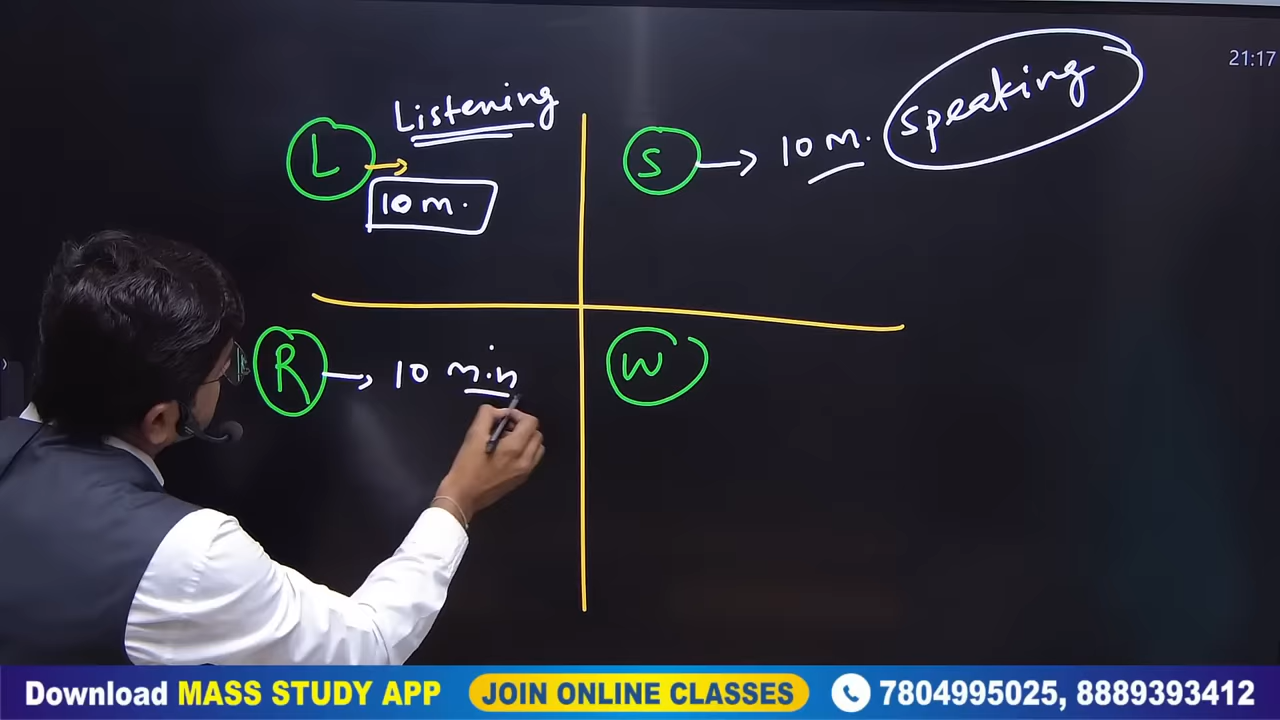 21:17
L → Listening
10 m.
S → 10 m. speaking
R → 10 min
W
Download MASS STUDY APP JOIN ONLINE CLASSES 7804995025, 8889393412